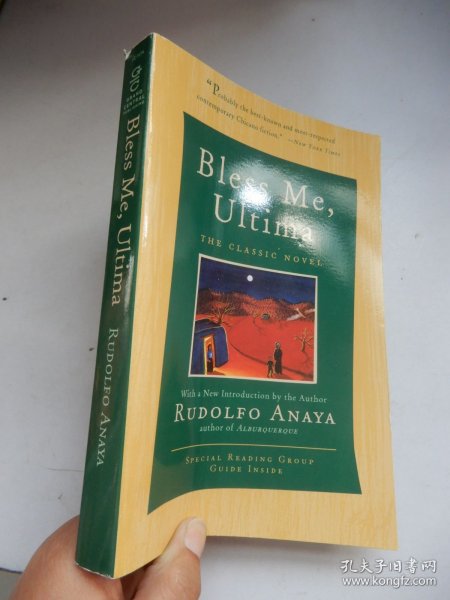 "Probably the best-known and most-respected
contemporary Chicano fiction." —New York Times
Bless Me,
Ultima
THE CLASSIC NOVEL
With a New Introduction by the Author
RUDOLFO ANAYA
author of ALBURQUERQUE
SPECIAL READING GROUP
GUIDE INSIDE
GRAND
CENTRAL
Bless Me, Ultima
RUDOLFO ANAYA
孔夫子旧书网
www.kongfz.com